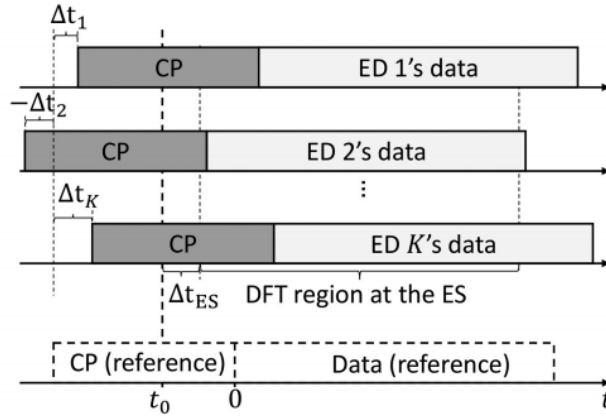 Δt₁
CP ED 1's data
−Δt₂
CP ED 2's data
⋮
Δt_K
CP ED K's data
Δt_ES DFT region at the ES
CP (reference) Data (reference)
t₀ 0 t